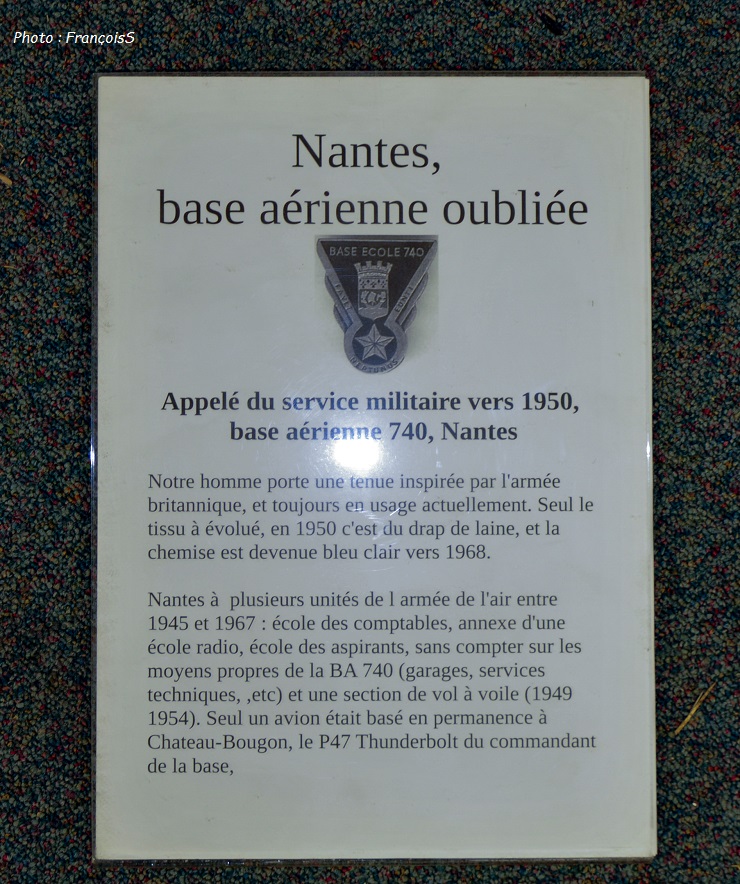 Photo : FrançoisS
Nantes,
base aérienne oubliée
BASE ECOLE 740
Appelé du service militaire vers 1950,
base aérienne 740, Nantes
Notre homme porte une tenue inspirée par l'armée
britannique, et toujours en usage actuellement. Seul le
tissu à évolué, en 1950 c'est du drap de laine, et la
chemise est devenue bleu clair vers 1968.
Nantes à  plusieurs unités de l armée de l'air entre
1945 et 1967 : école des comptables, annexe d'une
école radio, école des aspirants, sans compter sur les
moyens propres de la BA 740 (garages, services
techniques, ,etc) et une section de vol à voile (1949
1954). Seul un avion était basé en permanence à
Chateau-Bougon, le P47 Thunderbolt du commandant
de la base,